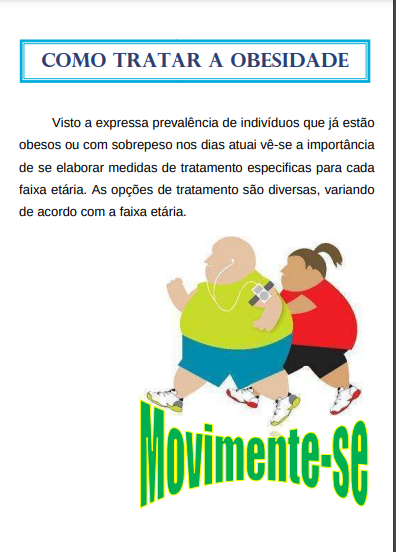 COMO TRATAR A OBESIDADE
Visto a expressa prevalência de indivíduos que já estão
obesos ou com sobrepeso nos dias atuai vê-se a importância
de se elaborar medidas de tratamento especificas para cada
faixa etária. As opções de tratamento são diversas, variando
de acordo com a faixa etária.
Movimente-se